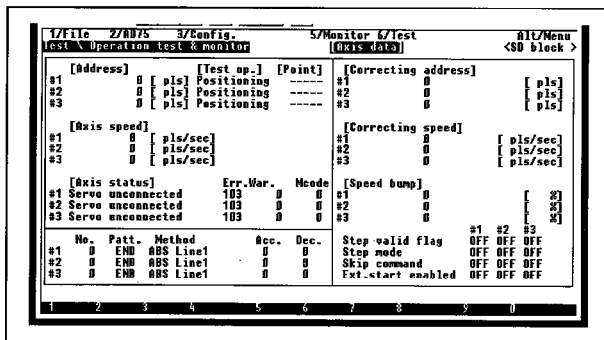 1/File 2/AD75 3/Config. 5/Monitor 6/Test Alt/Menu
Test \ Operation test & monitor [Axis data] <SD block >
[Address] [Test op.] [Point]
#1 0 [ pls] Positioning -----
#2 0 [ pls] Positioning -----
#3 0 [ pls] Positioning -----
[Axis speed]
#1 0 [ pls/sec]
#2 0 [ pls/sec]
#3 0 [ pls/sec]
[Axis status] Err.War. Mcode
#1 Servo unconnected 103 0 0
#2 Servo unconnected 103 0 0
#3 Servo unconnected 103 0 0
No. Patt. Method Acc. Dec.
#1 0 END ABS Line1 0 0
#2 0 END ABS Line1 0 0
#3 0 END ABS Line1 0 0
[Correcting address]
#1 0 [ pls]
#2 0 [ pls]
#3 0 [ pls]
[Correcting speed]
#1 0 [ pls/sec]
#2 0 [ pls/sec]
#3 0 [ pls/sec]
[Speed bump]
#1 0 [ %]
#2 0 [ %]
#3 0 [ %]
#1 #2 #3
Step valid flag OFF OFF OFF
Step mode OFF OFF OFF
Skip command OFF OFF OFF
Ext.start enabled OFF OFF OFF
1 2 3 4 5 6 7 8 9 0